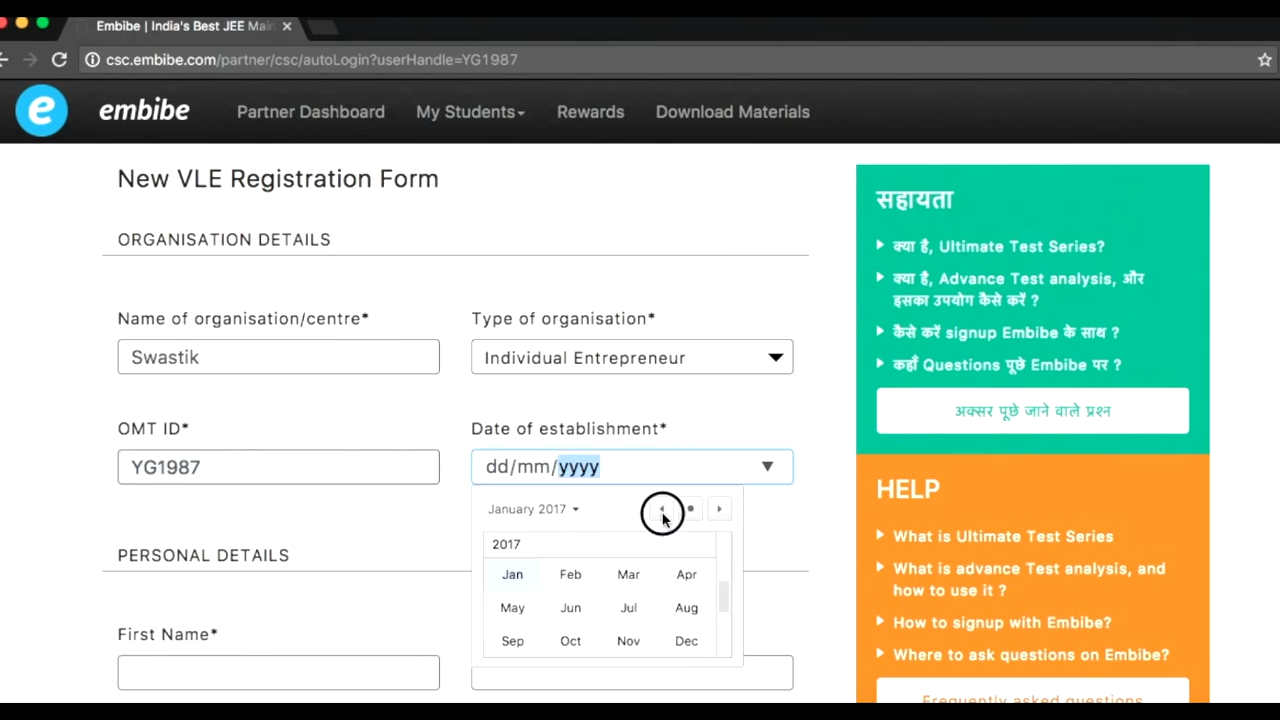 Embibe | India's Best JEE Main
csc.embibe.com/partner/csc/autoLogin?userHandle=YG1987
e embibe Partner Dashboard My Students Rewards Download Materials
New VLE Registration Form
ORGANISATION DETAILS
Name of organisation/centre*
Swastik
Type of organisation*
Individual Entrepreneur
OMT ID*
YG1987
Date of establishment*
dd/mm/yyyy
January 2017
2017
Jan Feb Mar Apr
May Jun Jul Aug
Sep Oct Nov Dec
PERSONAL DETAILS
First Name*
सहायता
क्या है, Ultimate Test Series?
क्या है, Advance Test analysis, और
इसका उपयोग कैसे करें ?
कैसे करें signup Embibe के साथ ?
कहाँ Questions पूछे Embibe पर ?
अक्सर पूछे जाने वाले प्रश्न
HELP
What is Ultimate Test Series
What is advance Test analysis, and
how to use it ?
How to signup with Embibe?
Where to ask questions on Embibe?
Frequently asked questions